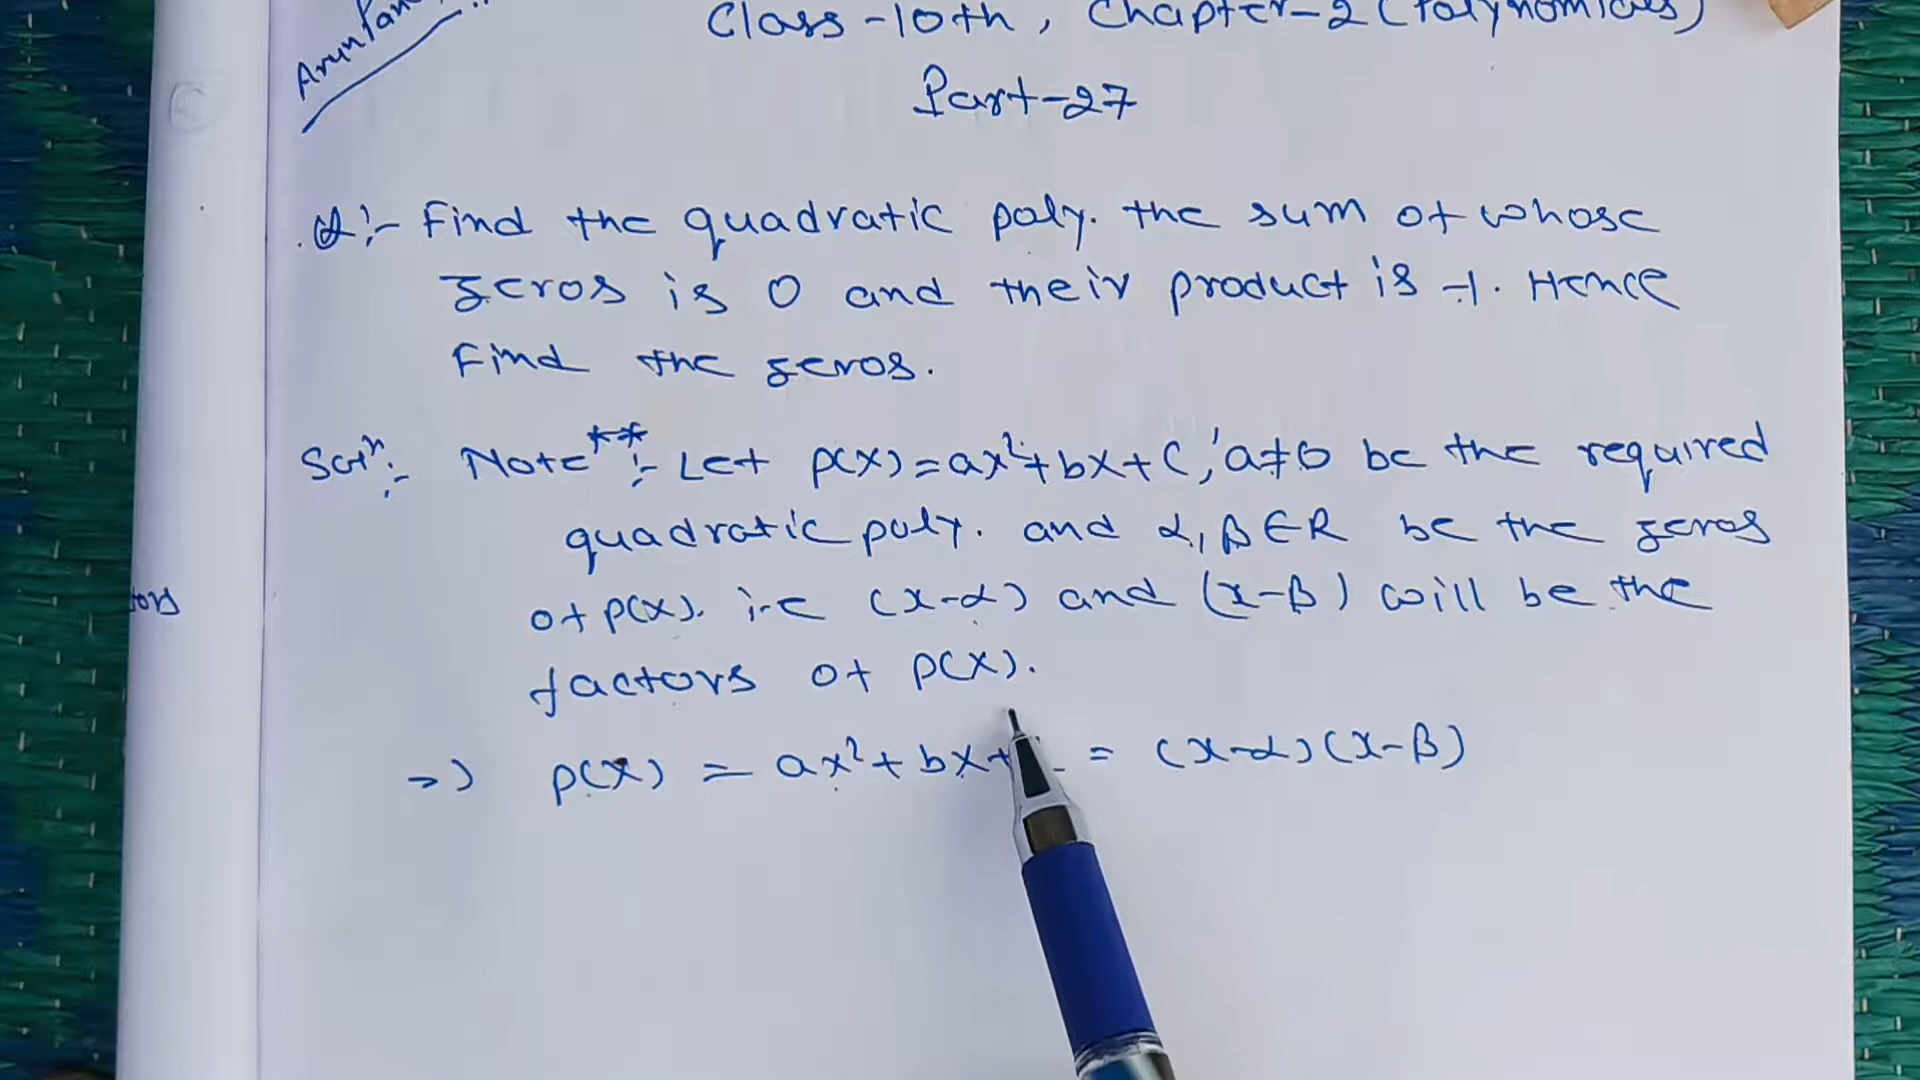 Class-10th, Chapter-2 (Polynomials)
Part-27
Q:- Find the quadratic poly. the sum of whose
zeros is 0 and their product is -1. Hence
Find the zeros.
Solⁿ:- Note**:- Let p(x)=ax²+bx+c, a≠0 be the required
quadratic poly. and α, β∈R be the zeros
of p(x). i.e (x-α) and (x-β) will be the
factors of p(x).
=> p(x) = ax²+bx+ = (x-α)(x-β)